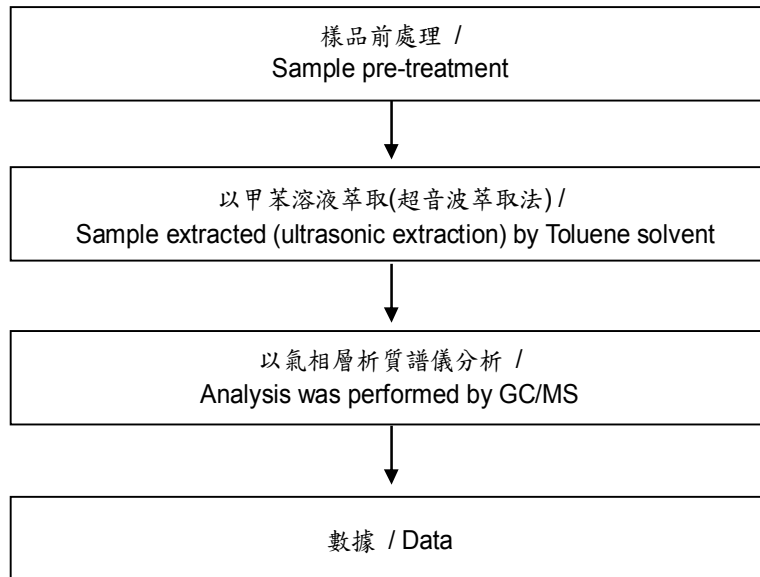 樣品前處理 /
Sample pre-treatment
以甲苯溶液萃取(超音波萃取法) /
Sample extracted (ultrasonic extraction) by Toluene solvent
以氣相層析質譜儀分析 /
Analysis was performed by GC/MS
數據 / Data